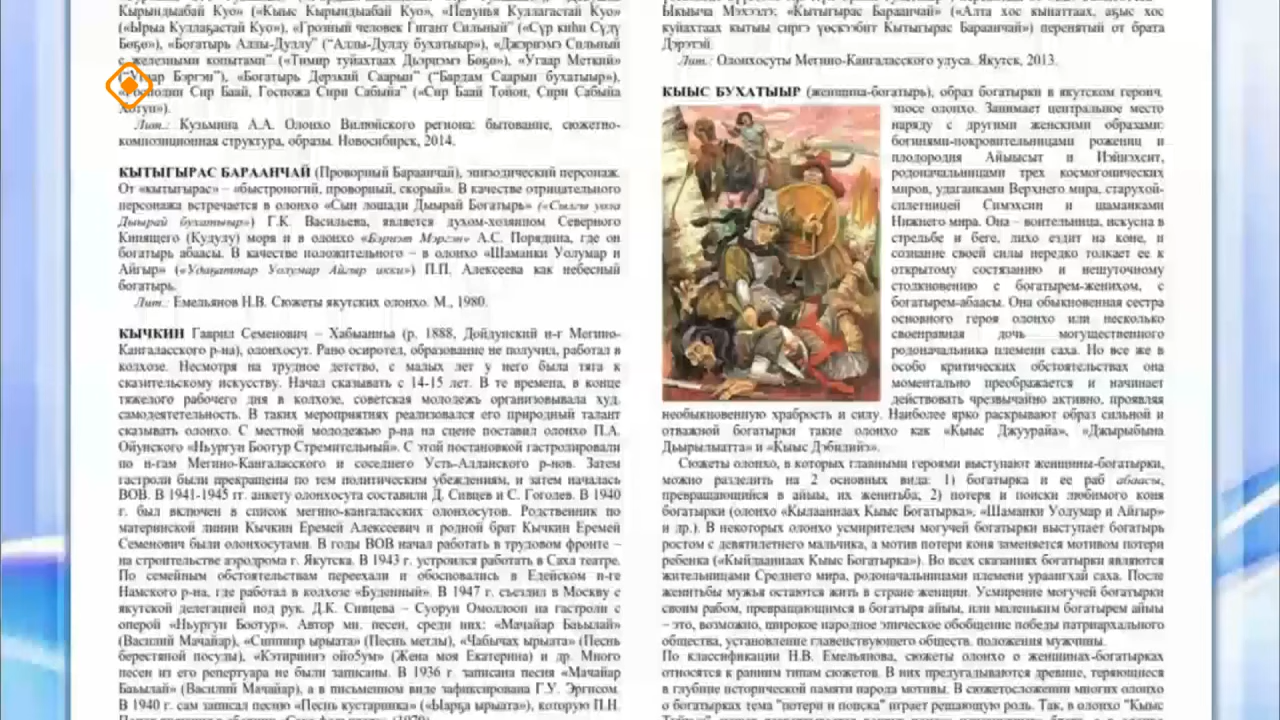 Кырындыабай Куо» («Кыыс Кырындыабай Куо», «Певунья Куллагастай Куо»
(«Ырыа Куллаҕастай Куо»), «Грозный человек Гигант Сильный” («Сүр киһи Сүдү
Бөҕө»), «Богатырь Аллы-Дуллу” (“Аллы-Дуллу бухатыыр»), «Джэрнэмэ Сильный
с железными копытами” («Тимир туйахтаах Дьэрнэмэ Бөҕө»), «Угаар Меткий»
(“Угаар Бэргэн”), «Богатырь Дерзкий Саарын” (“Бардам Саарын бухатыыр»),
«Господин Сир Баай, Госпожа Сири Сабыйа” («Сир Баай Тойон, Сири Сабыйа
Хотун»).
Лит.: Кузьмина А.А. Олонхо Вилюйского региона: бытование, сюжетно-
композиционная структура, образы. Новосибирск, 2014.
КЫТЫГЫРАС БАРААНЧАЙ (Проворный Бараанчай), эпизодический персонаж.
От «кытыгырас» – «быстроногий, проворный, скорый». В качестве отрицательного
персонажа встречается в олонхо «Сын лошади Дыырай Богатырь» («Сылгы уола
Дыырай бухатыыр») Г.К. Васильева, является духом-хозяином Северного
Кипящего (Кудулу) моря и в олонхо «Бэриэт Мэргэн» А.С. Порядина, где он
богатырь абаасы. В качестве положительного – в олонхо «Шаманки Уолумар и
Айгыр» («Удаҕаттар Уолумар Айгыр икки») П.П. Алексеева как небесный
богатырь.
Лит.: Емельянов Н.В. Сюжеты якутских олонхо. М., 1980.
КЫЧКИН Гаврил Семенович – Хабыанньа (р. 1888, Дойдунский н-г Мегино-
Кангаласского р-на), олонхосут. Рано осиротел, образование не получил, работал в
колхозе. Несмотря на трудное детство, с малых лет у него была тяга к
сказительскому искусству. Начал сказывать с 14-15 лет. В те времена, в конце
тяжелого рабочего дня в колхозе, советская молодежь организовывала худ.
самодеятельность. В таких мероприятиях реализовался его природный талант
сказывать олонхо. С местной молодежью р-на на сцене поставил олонхо П.А.
Ойунского «Ньургун Боотур Стремительный». С этой постановкой гастролировали
по н-гам Мегино-Кангаласского и соседнего Усть-Алданского р-нов. Затем
гастроли были прекращены по тем политическим убеждениям, и затем началась
ВОВ. В 1941-1945 гг. анкету олонхосута составили Д. Сивцев и С. Гоголев. В 1940
г. был включен в список мегино-кангаласских олонхосутов. Родственник по
материнской линии Кычкин Еремей Алексеевич и родной брат Кычкин Еремей
Семенович были олонхосутами. В годы ВОВ начал работать в трудовом фронте –
на строительстве аэродрома г. Якутска. В 1943 г. устроился работать в Саха театре.
По семейным обстоятельствам переехали и обосновались в Едейском н-ге
Намского р-на, где работал в колхозе «Буденный». В 1947 г. съездил в Москву с
якутской делегацией под рук. Д.К. Сивцева – Суорун Омоллоон на гастроли с
оперой «Ньургун Боотур». Автор мн. песен, среди них: «Мачайар Баһылай»
(Василий Мачайар), «Сиппиир ырыата» (Песнь метлы), «Чабычах ырыата» (Песнь
берестяной посуды), «Кэтириинэ ойо5ум» (Жена моя Екатерина) и др. Много
песен из его репертуара не были записаны. В 1936 г. записана песня «Мачайар
Баһылай» (Василий Мачайар), а в письменном виде зафиксирована Г.У. Эргисом.
В 1940 г. сам записал песню «Песнь кустарника» («Ыарҕа ырыата»), которую П.Н.
Ыкыыча Мэхээлэ; «Кытыгырас Бараанчай» («Алта хос кынаттаах, аҕыс хос
куйахтаах кытыы сиргэ үөскээбит Кытыгырас Бараанчай») перенятый от брата
Дэрэтэй.
Лит.: Олонхосуты Мегино-Кангаласского улуса. Якутск, 2013.
КЫЫС БУХАТЫЫР (женщина-богатырь), образ богатырки в якутском героич.
эпосе олонхо. Занимает центральное место
наряду с другими женскими образами:
богинями-покровительницами рожениц и
плодородия Айыысыт и Иэйиэхсит,
родоначальницами трех космогонических
миров, удаганками Верхнего мира, старухой-
сплетницей Симэхсин и шаманками
Нижнего мира. Она – воительница, искусна в
стрельбе и беге, лихо ездит на коне, и
сознание своей силы нередко толкает ее к
открытому состязанию и нешуточному
столкновению с богатырем-женихом, с
богатырем-абаасы. Она обыкновенная сестра
основного героя олонхо или несколько
своенравная дочь могущественного
родоначальника племени саха. Но все же в
особо критических обстоятельствах она
моментально преображается и начинает
действовать чрезвычайно активно, проявляя
необыкновенную храбрость и силу. Наиболее ярко раскрывают образ сильной и
отважной богатырки такие олонхо как «Кыыс Джуурайа», «Джырыбына
Дьырылыатта» и «Кыыс Дэбилийэ».
Сюжеты олонхо, в которых главными героями выступают женщины-богатырки,
можно разделить на 2 основных вида: 1) богатырка и ее раб абаасы,
превращающийся в айыы, их женитьба; 2) потеря и поиски любимого коня
богатырки (олонхо «Кылааннаах Кыыс Богатырка», «Шаманки Уолумар и Айгыр»
и др.). В некоторых олонхо усмирителем могучей богатырки выступает богатырь
ростом с девятилетнего мальчика, а мотив потери коня заменяется мотивом потери
ребенка («Кыйдааннаах Кыыс Богатырка»). Во всех сказаниях богатырки являются
жительницами Среднего мира, родоначальницами племени ураангхай саха. После
женитьбы мужья остаются жить в стране женщин. Усмирение могучей богатырки
своим рабом, превращающимся в богатыря айыы, или маленьким богатырем айыы
– это, возможно, широкое народное эпическое обобщение победы патриархального
общества, установление главенствующего обществ. положения мужчины.
По классификации Н.В. Емельянова, сюжеты олонхо о женщинах-богатырках
относятся к ранним типам сюжетов. В них предугадываются древние, теряющиеся
в глубине исторической памяти народа мотивы. В сюжетосложении многих олонхо
о богатырках тема "потери и поиска" играет решающую роль. Так, в олонхо "Кыыс